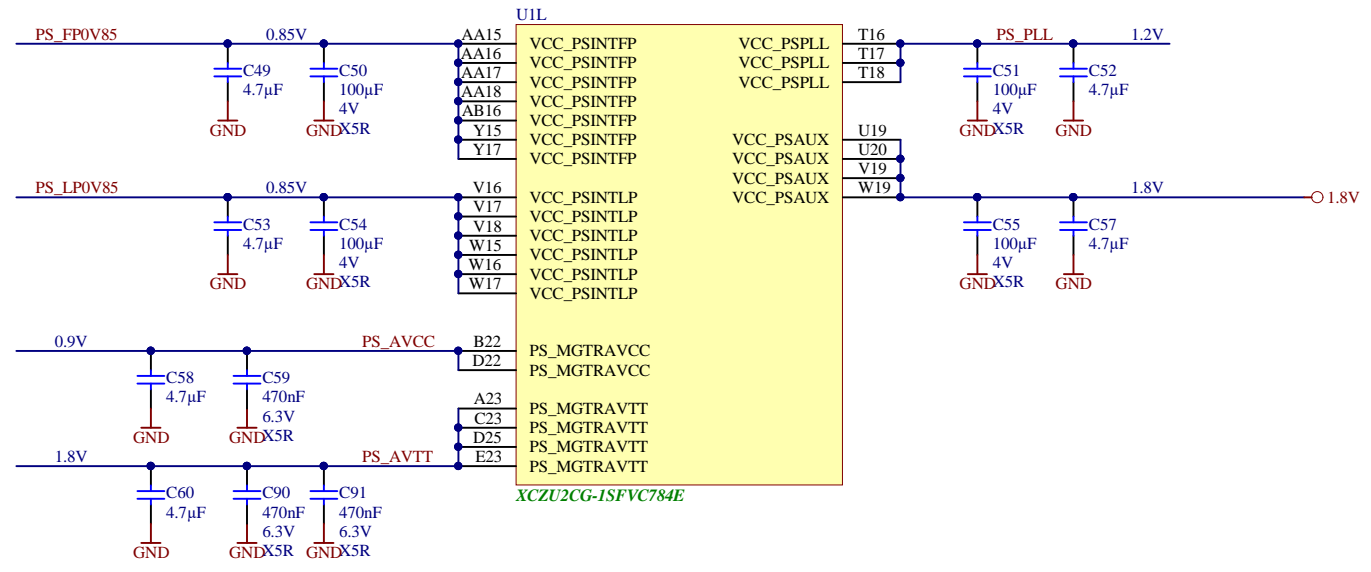 U1L
PS_FP0V85 0.85V AA15 VCC_PSINTFP VCC_PSPLL T16 PS_PLL 1.2V
AA16 VCC_PSINTFP VCC_PSPLL T17
C49 C50 AA17 VCC_PSINTFP VCC_PSPLL T18 C51 C52
4.7µF 100µF AA18 VCC_PSINTFP 100µF 4.7µF
4V AB16 VCC_PSINTFP 4V
GND GND X5R Y15 VCC_PSINTFP VCC_PSAUX U19 GND X5R GND
Y17 VCC_PSINTFP VCC_PSAUX U20
VCC_PSAUX V19
PS_LP0V85 0.85V V16 VCC_PSINTLP VCC_PSAUX W19 1.8V 1.8V
V17 VCC_PSINTLP
C53 C54 V18 VCC_PSINTLP C55 C57
4.7µF 100µF W15 VCC_PSINTLP 100µF 4.7µF
4V W16 VCC_PSINTLP 4V
GND GND X5R W17 VCC_PSINTLP GND X5R GND
0.9V PS_AVCC B22 PS_MGTRAVCC
D22 PS_MGTRAVCC
C58 C59
4.7µF 470nF
A23 PS_MGTRAVTT
6.3V C23 PS_MGTRAVTT
GND GND X5R D25 PS_MGTRAVTT
1.8V PS_AVTT E23 PS_MGTRAVTT
C60 C90 C91
XCZU2CG-1SFVC784E
4.7µF 470nF 470nF
6.3V 6.3V
GND GND X5R GND X5R